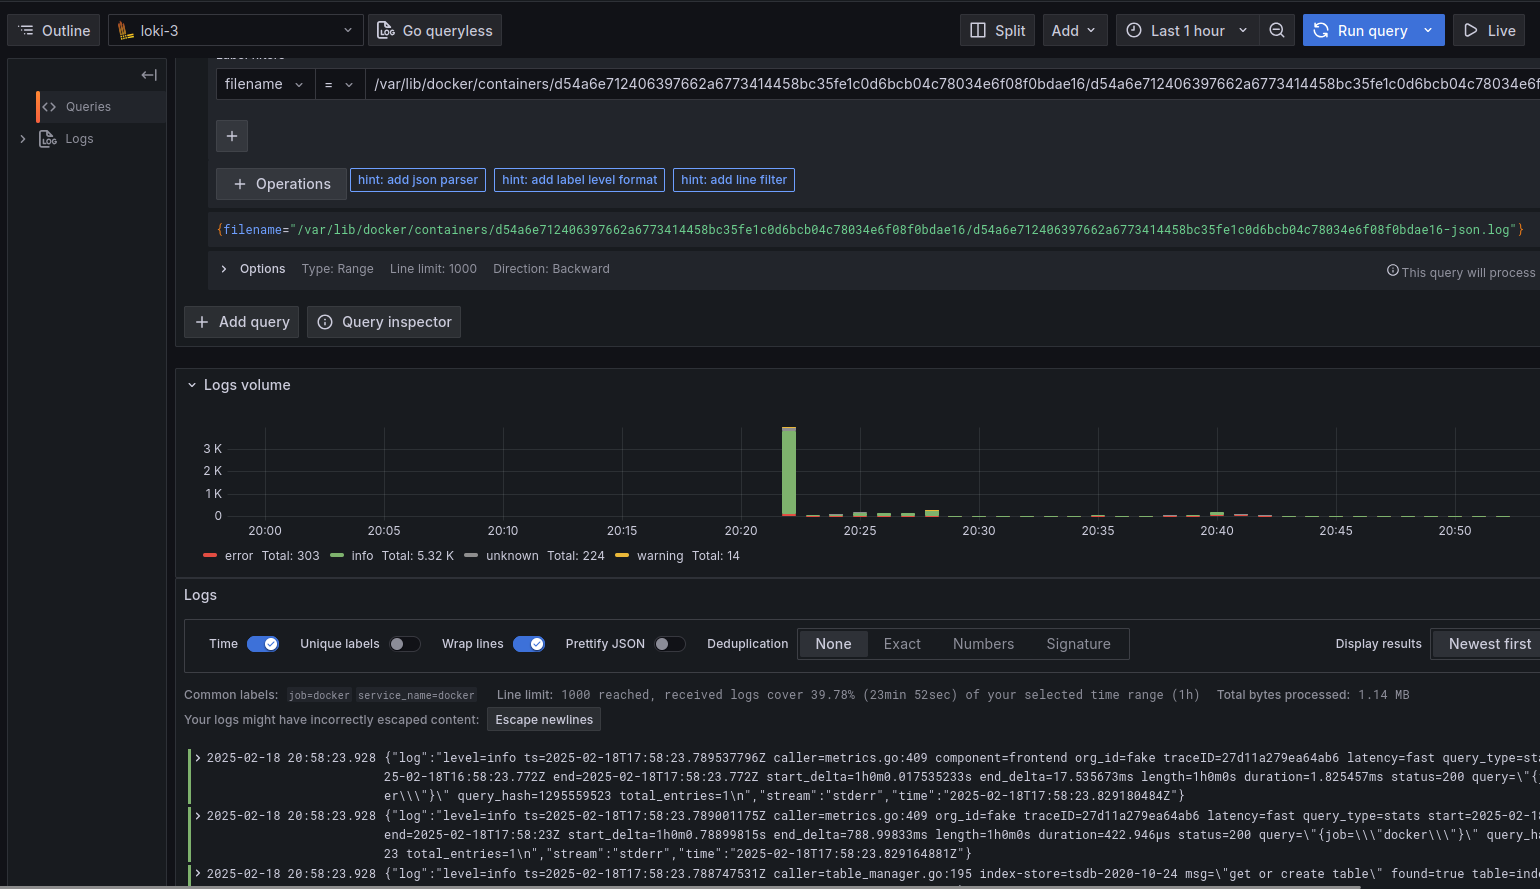 Outline
loki-3
Go queryless
Split
Add
Last 1 hour
Run query
Live
Queries
Logs
filename
=
/var/lib/docker/containers/d54a6e712406397662a6773414458bc35fe1c0d6bcb04c78034e6f08f0bdae16/d54a6e712406397662a6773414458bc35fe1c0d6bcb04c78034e6f
+ Operations
hint: add json parser
hint: add label level format
hint: add line filter
{filename="/var/lib/docker/containers/d54a6e712406397662a6773414458bc35fe1c0d6bcb04c78034e6f08f0bdae16/d54a6e712406397662a6773414458bc35fe1c0d6bcb04c78034e6f08f0bdae16-json.log"}
Options Type: Range Line limit: 1000 Direction: Backward
This query will process
+ Add query
Query inspector
Logs volume
3 K
2 K
1 K
0
20:00 20:05 20:10 20:15 20:20 20:25 20:30 20:35 20:40 20:45 20:50
error Total: 303 info Total: 5.32 K unknown Total: 224 warning Total: 14
Logs
Time Unique labels Wrap lines Prettify JSON Deduplication None Exact Numbers Signature Display results Newest first
Common labels: job=docker service_name=docker Line limit: 1000 reached, received logs cover 39.78% (23min 52sec) of your selected time range (1h) Total bytes processed: 1.14 MB
Your logs might have incorrectly escaped content: Escape newlines
2025-02-18 20:58:23.928 {"log":"level=info ts=2025-02-18T17:58:23.789537796Z caller=metrics.go:409 component=frontend org_id=fake traceID=27d11a279ea64ab6 latency=fast query_type=sta
25-02-18T16:58:23.772Z end=2025-02-18T17:58:23.772Z start_delta=1h0m0.017535233s end_delta=17.535673ms length=1h0m0s duration=1.825457ms status=200 query=\"{
er\\\"}\" query_hash=1295559523 total_entries=1\n","stream":"stderr","time":"2025-02-18T17:58:23.829180484Z"}
2025-02-18 20:58:23.928 {"log":"level=info ts=2025-02-18T17:58:23.789001175Z caller=metrics.go:409 org_id=fake traceID=27d11a279ea64ab6 latency=fast query_type=stats start=2025-02-18
end=2025-02-18T17:58:23Z start_delta=1h0m0.78899815s end_delta=788.99833ms length=1h0m0s duration=422.946µs status=200 query=\"{job=\\\"docker\\\"}\" query_ha
23 total_entries=1\n","stream":"stderr","time":"2025-02-18T17:58:23.829164881Z"}
2025-02-18 20:58:23.928 {"log":"level=info ts=2025-02-18T17:58:23.788747531Z caller=table_manager.go:195 index-store=tsdb-2020-10-24 msg=\"get or create table\" found=true table=ind